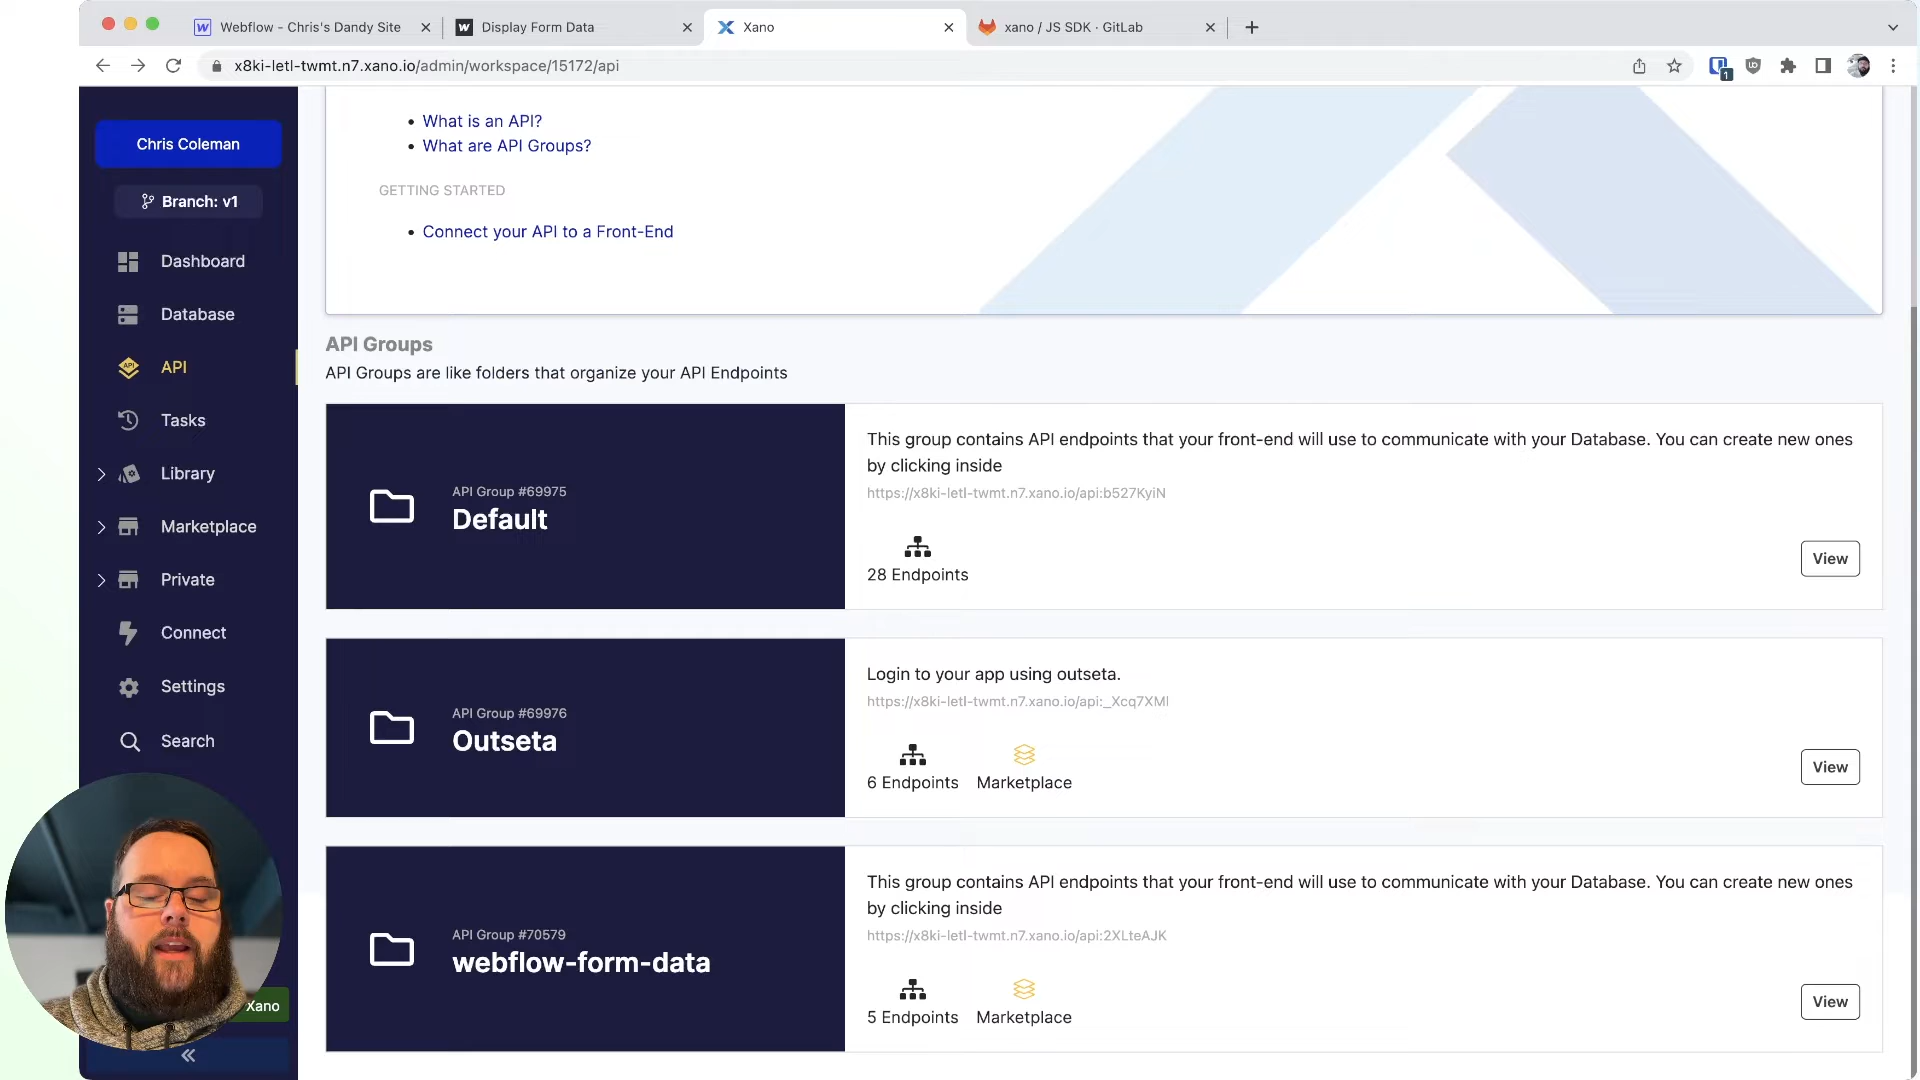 Webflow - Chris's Dandy Site
Display Form Data
Xano
xano / JS SDK · GitLab
x8ki-letl-twmt.n7.xano.io/admin/workspace/15172/api
1
Chris Coleman
Branch: v1
Dashboard
Database
API
Tasks
Library
Marketplace
Private
Connect
Settings
Search
Xano
What is an API?
What are API Groups?
GETTING STARTED
Connect your API to a Front-End
API Groups
API Groups are like folders that organize your API Endpoints
API Group #69975
Default
This group contains API endpoints that your front-end will use to communicate with your Database. You can create new ones
by clicking inside
https://x8ki-letl-twmt.n7.xano.io/api:b527KyiN
28 Endpoints
View
API Group #69976
Outseta
Login to your app using outseta.
https://x8ki-letl-twmt.n7.xano.io/api:_Xcq7XMI
6 Endpoints
Marketplace
View
API Group #70579
webflow-form-data
This group contains API endpoints that your front-end will use to communicate with your Database. You can create new ones
by clicking inside
https://x8ki-letl-twmt.n7.xano.io/api:2XLteAJK
5 Endpoints
Marketplace
View